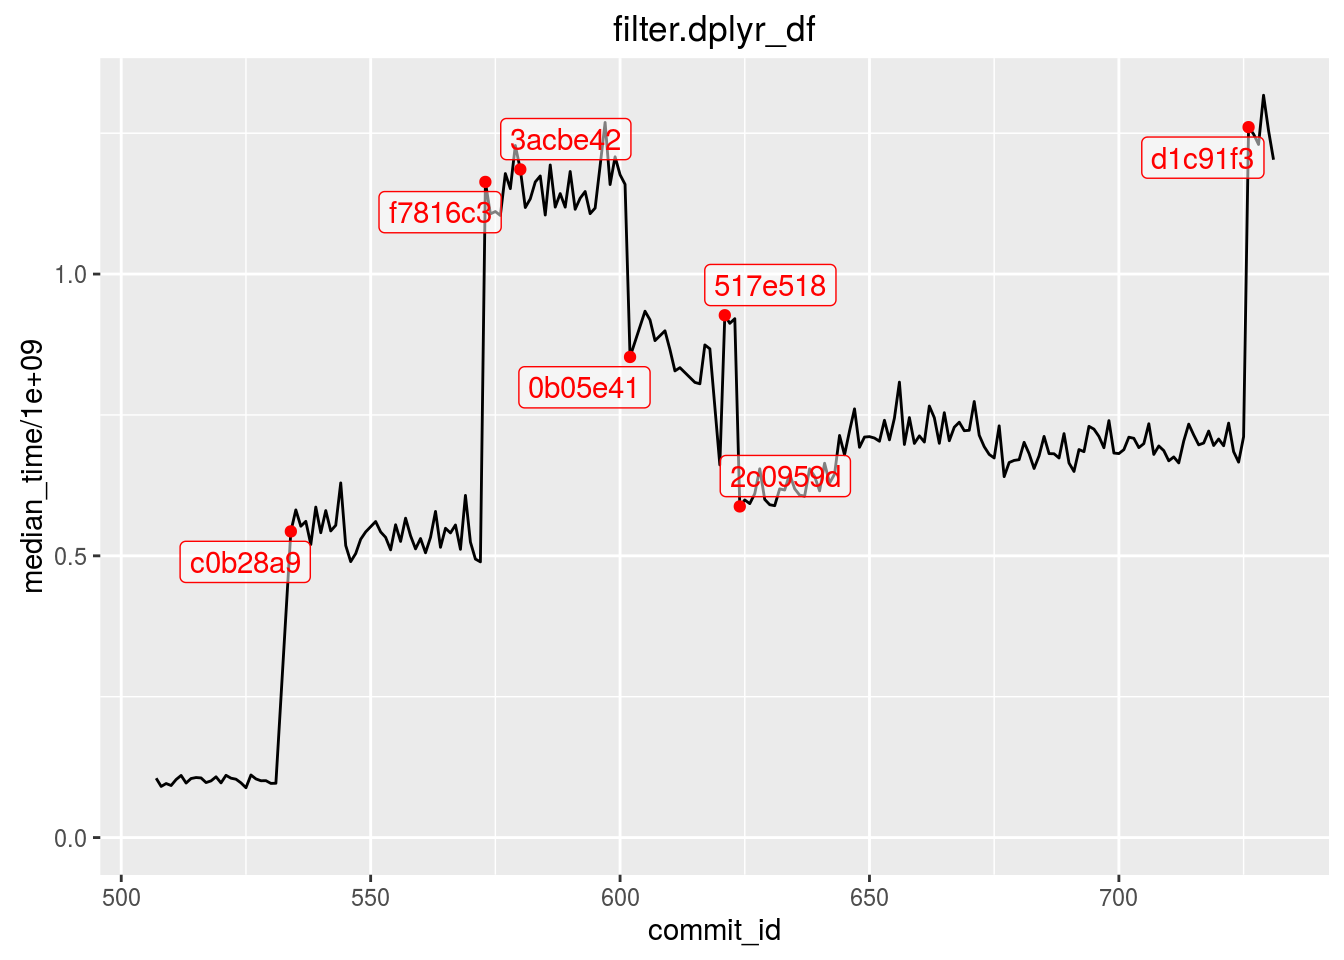 filter.dplyr_df
3acbe42
d1c91f3
f7816c3
1.0
517e518
0b05e41
2c0959d
c0b28a9
0.5
0.0
median_time/1e+09
500
550
600
650
700
commit_id